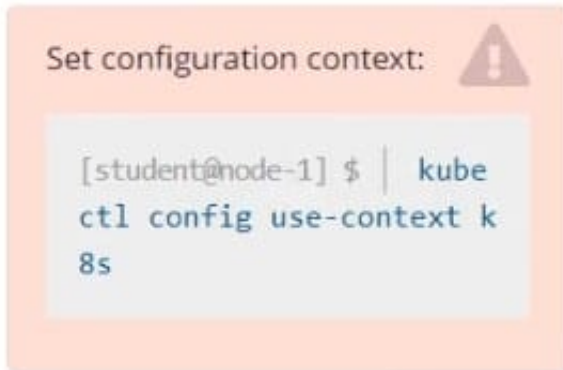 Set configuration context:
[student@node-1] $ | kube
ctl config use-context k
8s